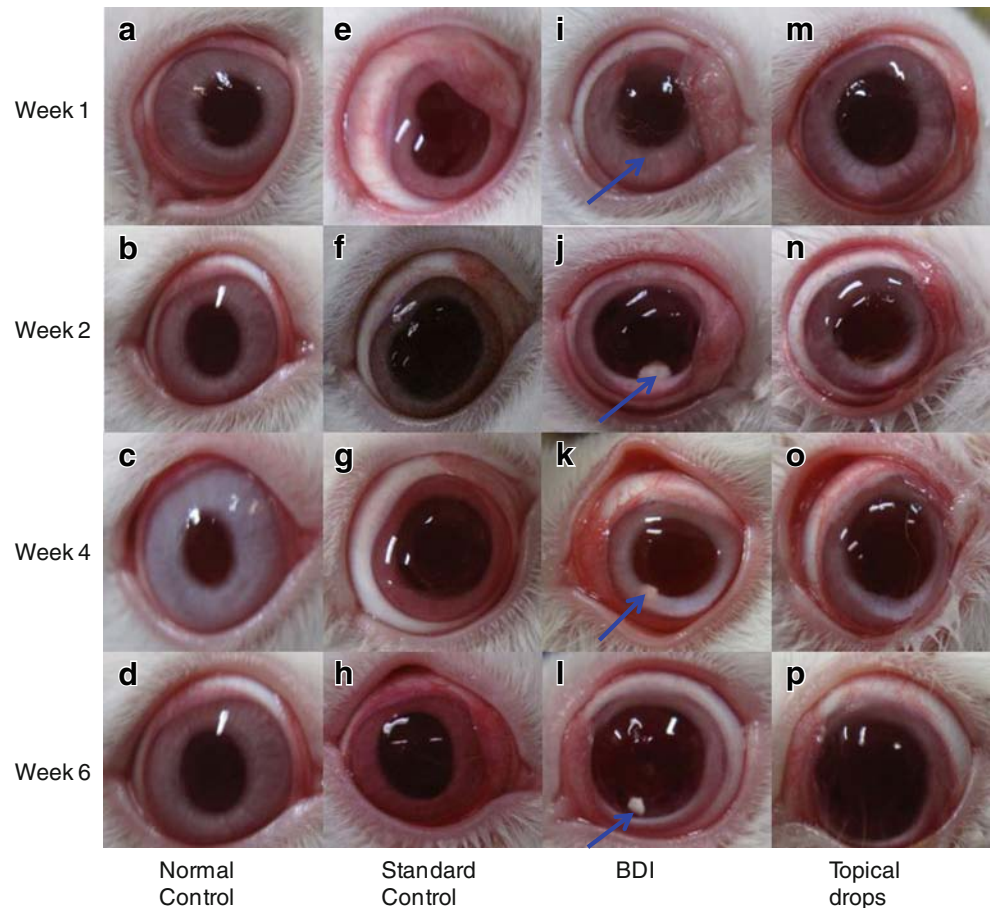 a
e
i
m
Week 1
b
f
j
n
Week 2
c
g
k
o
Week 4
d
h
l
p
Week 6
Normal
Control
Standard
Control
BDI
Topical
drops